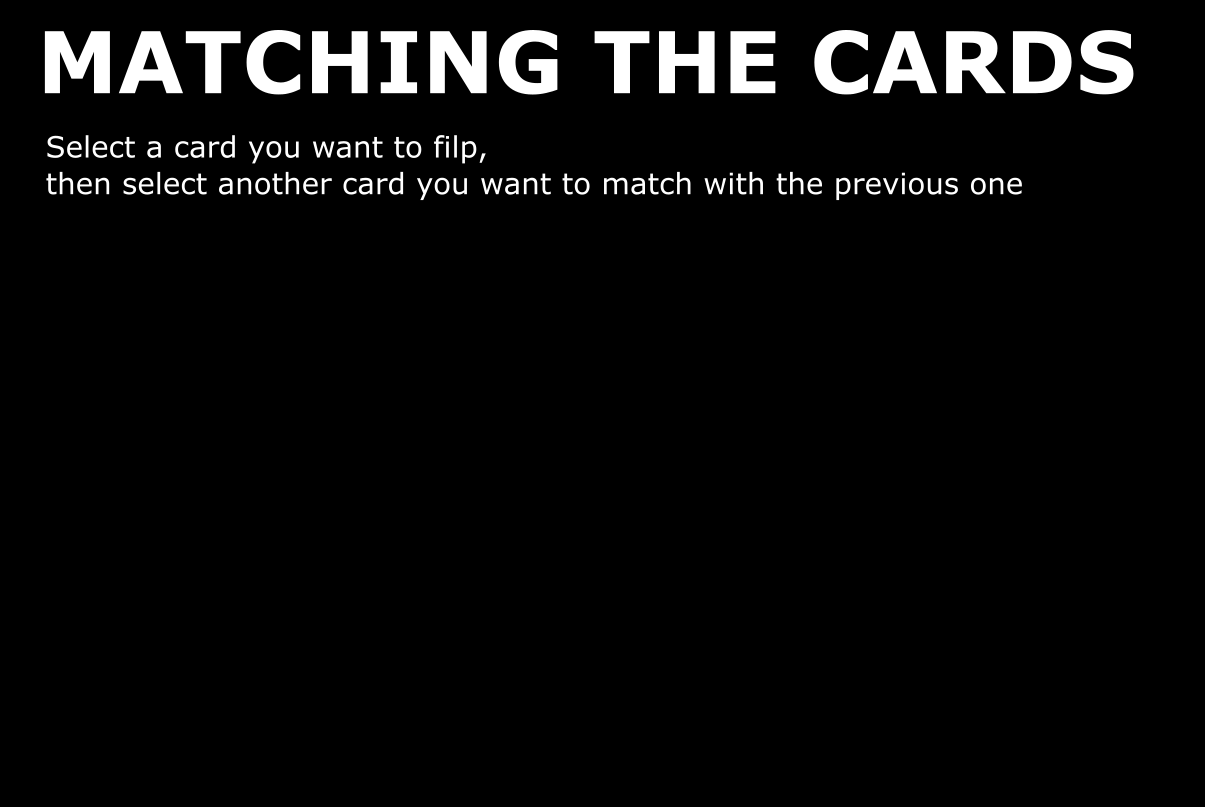 MATCHING THE CARDS
Select a card you want to filp,
then select another card you want to match with the previous one